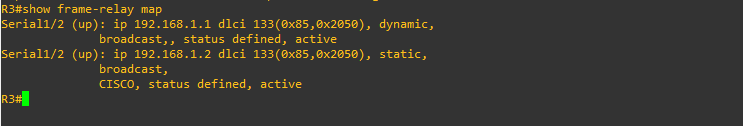 R3#show frame-relay map
Serial1/2 (up): ip 192.168.1.1 dlci 133(0x85,0x2050), dynamic,
broadcast,, status defined, active
Serial1/2 (up): ip 192.168.1.2 dlci 133(0x85,0x2050), static,
broadcast,
CISCO, status defined, active
R3#